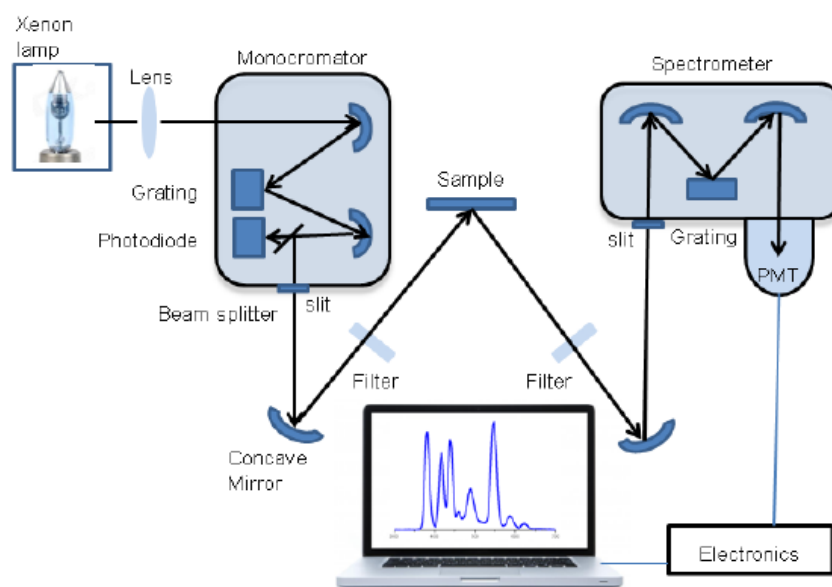 Xenon
lamp
Lens
Monocromator
Spectrometer
Grating
Photodiode
Sample
slit
Grating
PMT
Beam splitter
slit
Filter
Filter
Concave
Mirror
Electronics